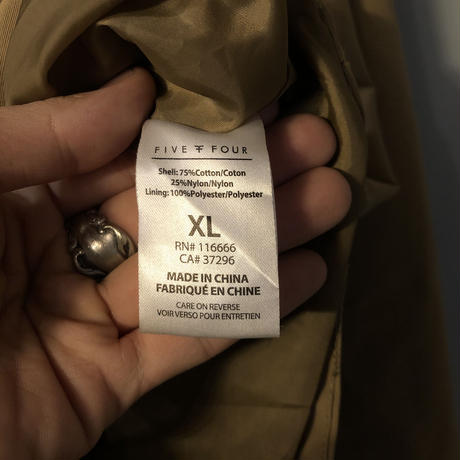 FIVE FOUR
Shell: 75%Cotton/Coton
25%Nylon/Nylon
Lining: 100%Polyester/Polyester
XL
RN# 116666
CA# 37296
MADE IN CHINA
FABRIQUÉ EN CHINE
CARE ON REVERSE
VOIR VERSO POUR ENTRETIEN